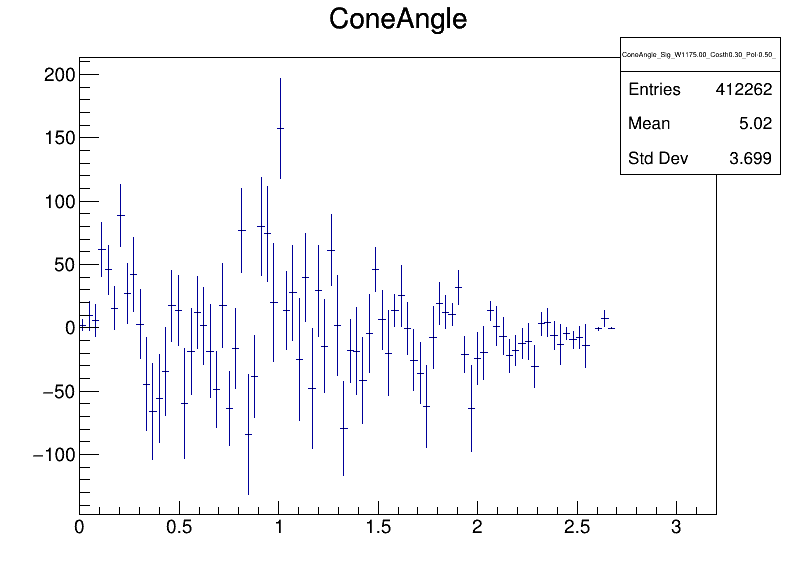 ConeAngle
ConeAngle_Sig_W1175.00_Costh0.30_Pol-0.50_
Entries 412262
Mean 5.02
Std Dev 3.699
200
150
100
50
0
−50
−100
0 0.5 1 1.5 2 2.5 3